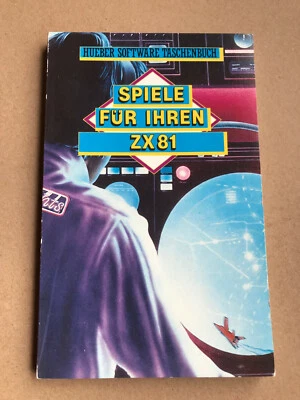 HUEBER SOFTWARE TASCHENBUCH
SPIELE
FÜR IHREN
ZX 81